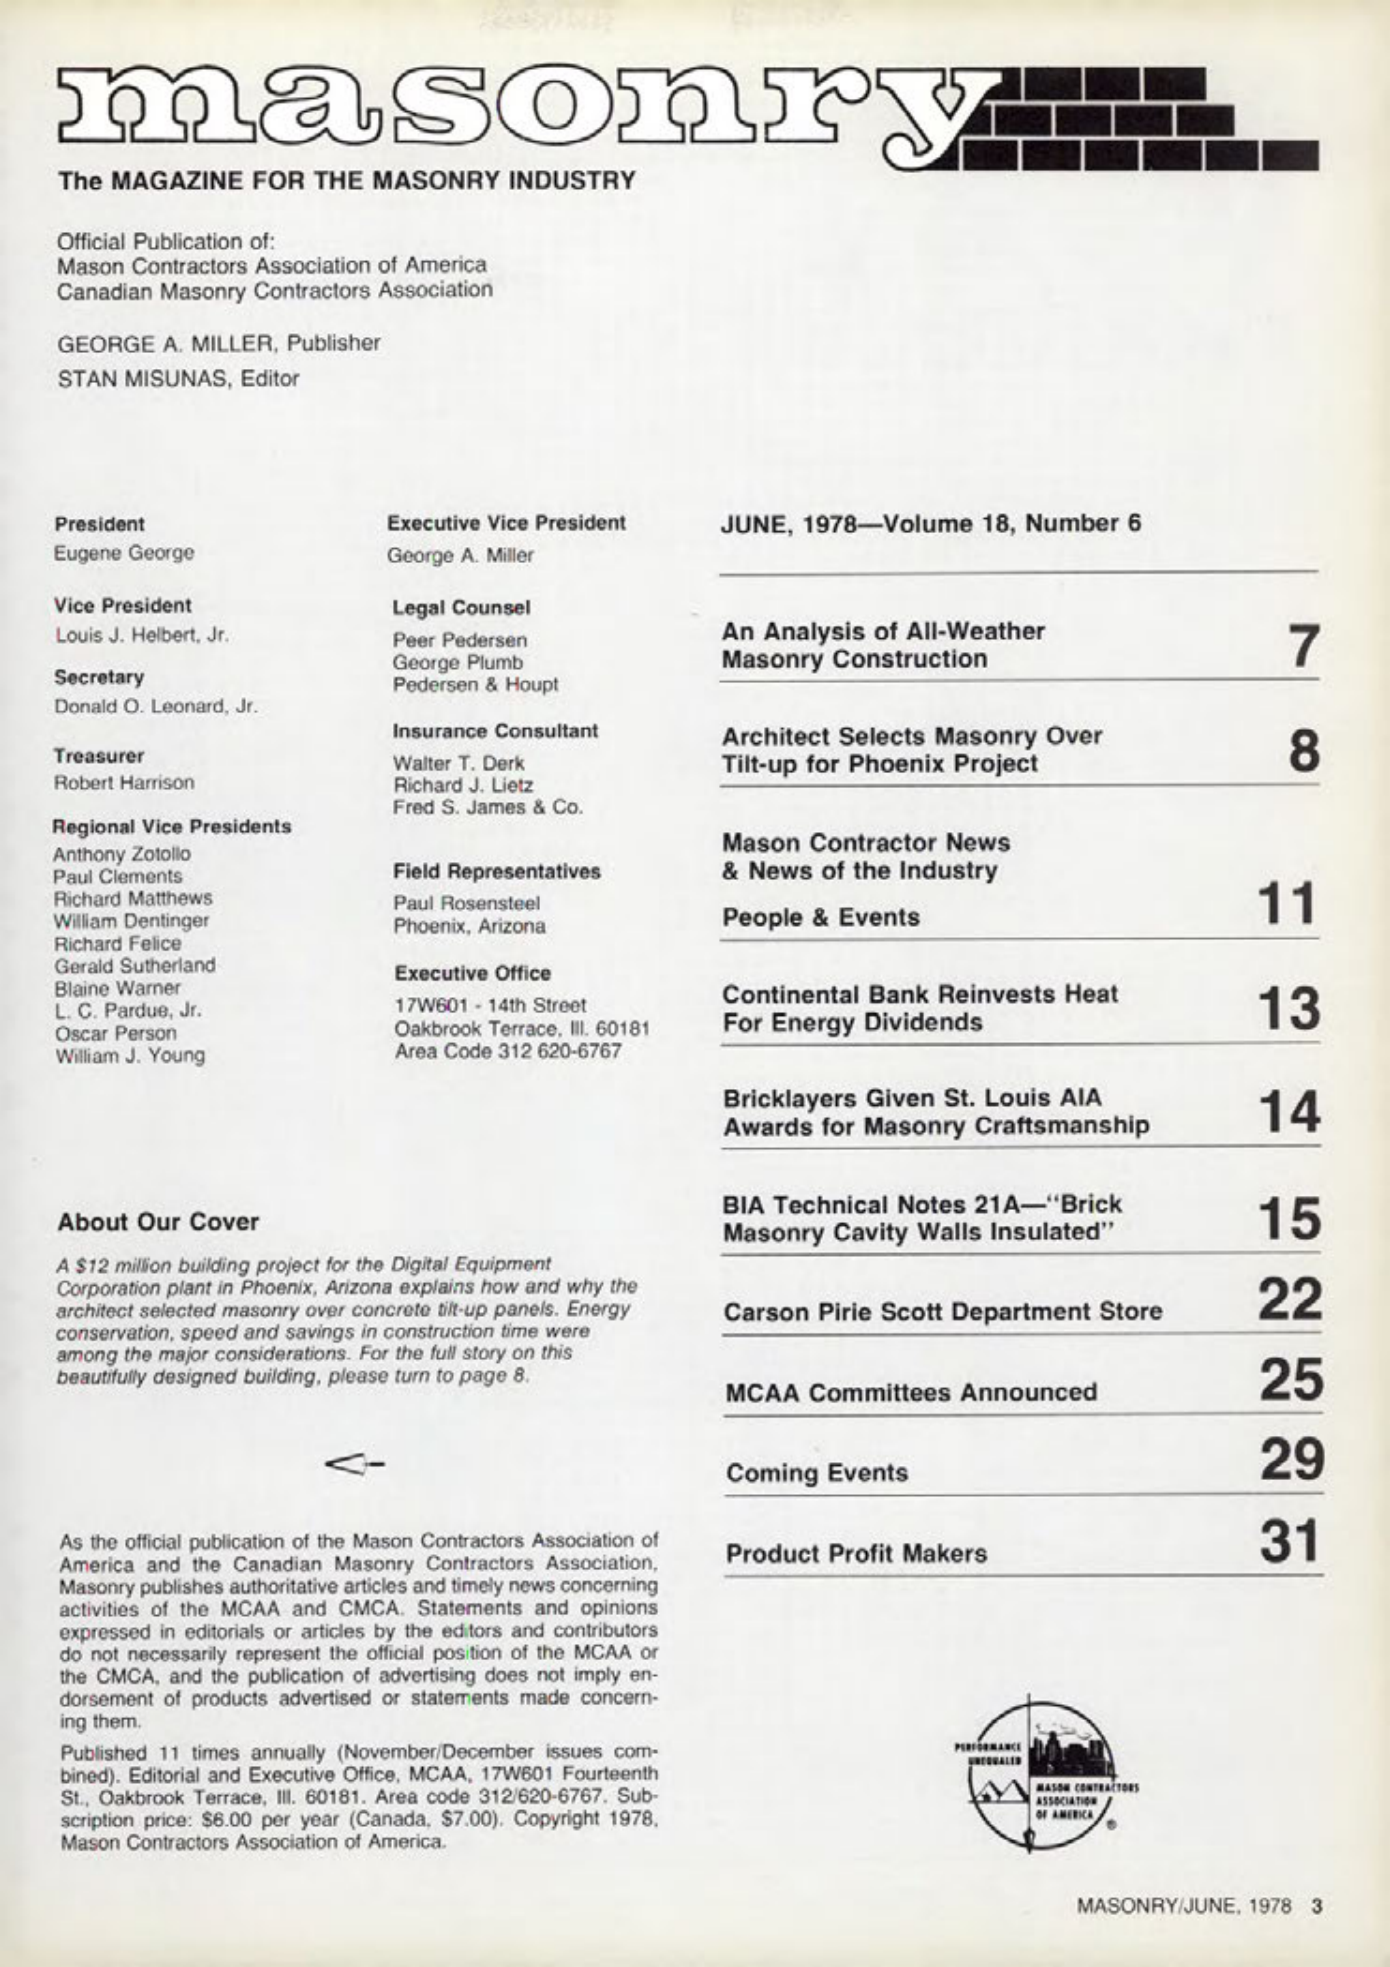 masonry
The MAGAZINE FOR THE MASONRY INDUSTRY
Official Publication of:
Mason Contractors Association of America
Canadian Masonry Contractors Association
GEORGE A. MILLER, Publisher
STAN MISUNAS, Editor
President
Eugene George
Vice President
Louis J. Helbert, Jr.
Secretary
Donald O. Leonard, Jr.
Treasurer
Robert Harrison
Regional Vice Presidents
Anthony Zotollo
Paul Clements
Richard Matthews
William Dentinger
Richard Felice
Gerald Sutherland
Blaine Warner
L. C. Pardue, Jr.
Oscar Person
William J. Young
Executive Vice President
George A. Miller
Legal Counsel
Peer Pedersen
George Plumb
Pedersen & Houpt
Insurance Consultant
Walter T. Derk
Richard J. Lietz
Fred S. James & Co.
Field Representatives
Paul Rosensteel
Phoenix, Arizona
Executive Office
17W601 - 14th Street
Oakbrook Terrace, Ill. 60181
Area Code 312 620-6767
About Our Cover
A $12 million building project for the Digital Equipment
Corporation plant in Phoenix, Arizona explains how and why the
architect selected masonry over concrete tilt-up panels. Energy
conservation, speed and savings in construction time were
among the major considerations. For the full story on this
beautifully designed building, please turn to page 8.
As the official publication of the Mason Contractors Association of
America and the Canadian Masonry Contractors Association,
Masonry publishes authoritative articles and timely news concerning
activities of the MCAA and CMCA. Statements and opinions
expressed in editorials or articles by the editors and contributors
do not necessarily represent the official position of the MCAA or
the CMCA, and the publication of advertising does not imply en-
dorsement of products advertised or statements made concern-
ing them.
Published 11 times annually (November/December issues com-
bined). Editorial and Executive Office, MCAA, 17W601 Fourteenth
St., Oakbrook Terrace, Ill. 60181. Area code 312/620-6767. Sub-
scription price: $6.00 per year (Canada, $7.00). Copyright 1978,
Mason Contractors Association of America.
JUNE, 1978—Volume 18, Number 6
An Analysis of All-Weather
Masonry Construction 7
Architect Selects Masonry Over
Tilt-up for Phoenix Project 8
Mason Contractor News
& News of the Industry
People & Events 11
Continental Bank Reinvests Heat
For Energy Dividends 13
Bricklayers Given St. Louis AIA
Awards for Masonry Craftsmanship 14
BIA Technical Notes 21A—“Brick
Masonry Cavity Walls Insulated” 15
Carson Pirie Scott Department Store 22
MCAA Committees Announced 25
Coming Events 29
Product Profit Makers 31
PERFORMANCE
UNEQUALED
MASON CONTRACTORS
ASSOCIATION
OF AMERICA
®
MASONRY/JUNE, 1978 3